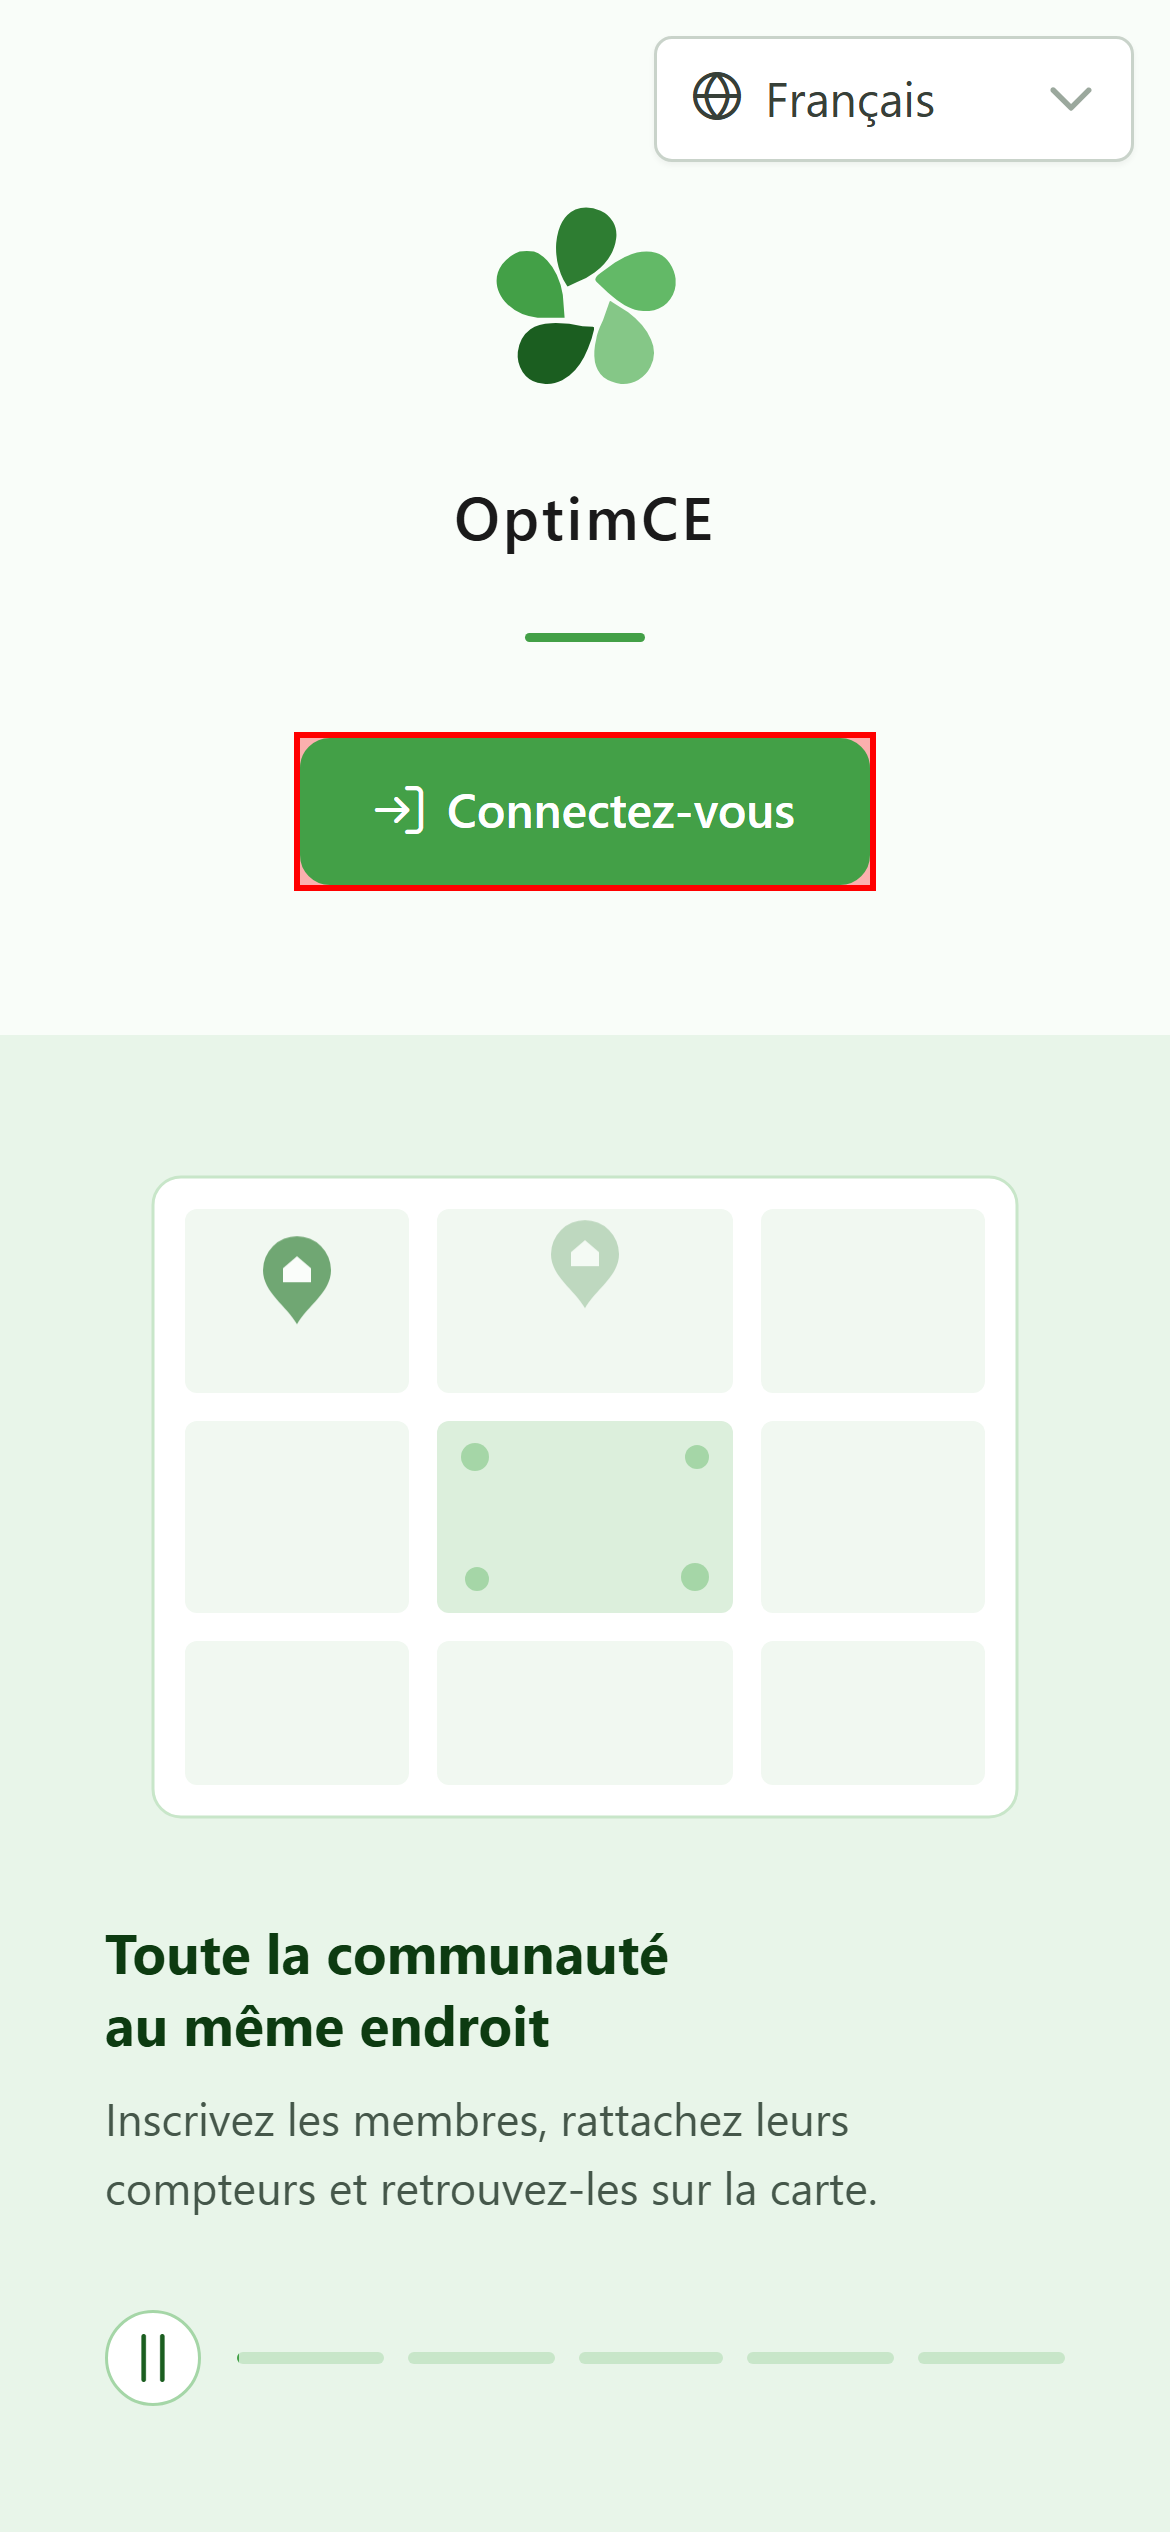 Français
OptimCE
Connectez-vous
Toute la communauté
au même endroit
Inscrivez les membres, rattachez leurs
compteurs et retrouvez-les sur la carte.